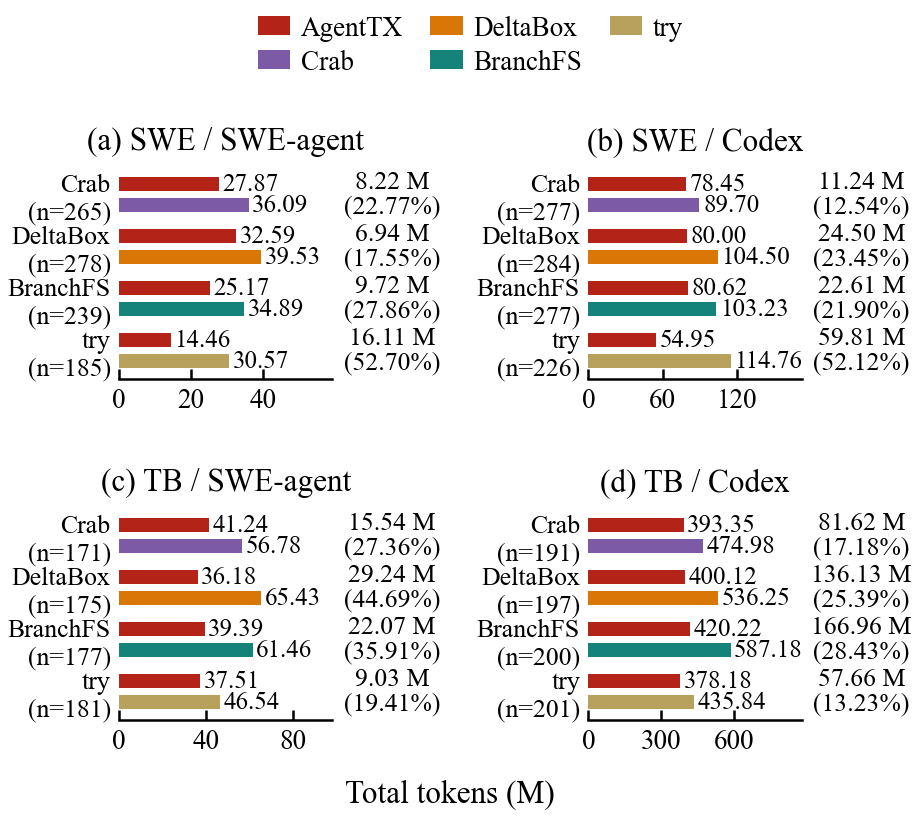 AgentTX DeltaBox try
Crab BranchFS
(a) SWE / SWE-agent
Crab 27.87 8.22 M
(n=265) 36.09 (22.77%)
DeltaBox 32.59 6.94 M
(n=278) 39.53 (17.55%)
BranchFS 25.17 9.72 M
(n=239) 34.89 (27.86%)
try 14.46 16.11 M
(n=185) 30.57 (52.70%)
0 20 40
(b) SWE / Codex
Crab 78.45 11.24 M
(n=277) 89.70 (12.54%)
DeltaBox 80.00 24.50 M
(n=284) 104.50 (23.45%)
BranchFS 80.62 22.61 M
(n=277) 103.23 (21.90%)
try 54.95 59.81 M
(n=226) 114.76 (52.12%)
0 60 120
(c) TB / SWE-agent
Crab 41.24 15.54 M
(n=171) 56.78 (27.36%)
DeltaBox 36.18 29.24 M
(n=175) 65.43 (44.69%)
BranchFS 39.39 22.07 M
(n=177) 61.46 (35.91%)
try 37.51 9.03 M
(n=181) 46.54 (19.41%)
0 40 80
(d) TB / Codex
Crab 393.35 81.62 M
(n=191) 474.98 (17.18%)
DeltaBox 400.12 136.13 M
(n=197) 536.25 (25.39%)
BranchFS 420.22 166.96 M
(n=200) 587.18 (28.43%)
try 378.18 57.66 M
(n=201) 435.84 (13.23%)
0 300 600
Total tokens (M)